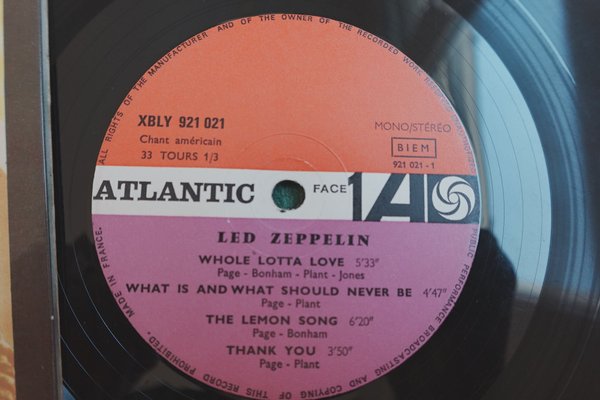 ALL RIGHTS OF THE MANUFACTURER AND OF THE OWNER OF THE RECORDED WORK
XBLY 921 021
MONO/STÉRÉO
Chant américain
BIEM
33 TOURS 1/3
921 021 - 1
ATLANTIC FACE 1 A
LED ZEPPELIN
WHOLE LOTTA LOVE 5'33"
Page - Bonham - Plant - Jones
WHAT IS AND WHAT SHOULD NEVER BE 4'47"
Page - Plant
THE LEMON SONG 6'20"
Page - Bonham
THANK YOU 3'50"
Page - Plant
PUBLIC PERFORMANCE BROADCASTING AND COPYING OF THIS RECORD PROHIBITED.
MADE IN FRANCE.